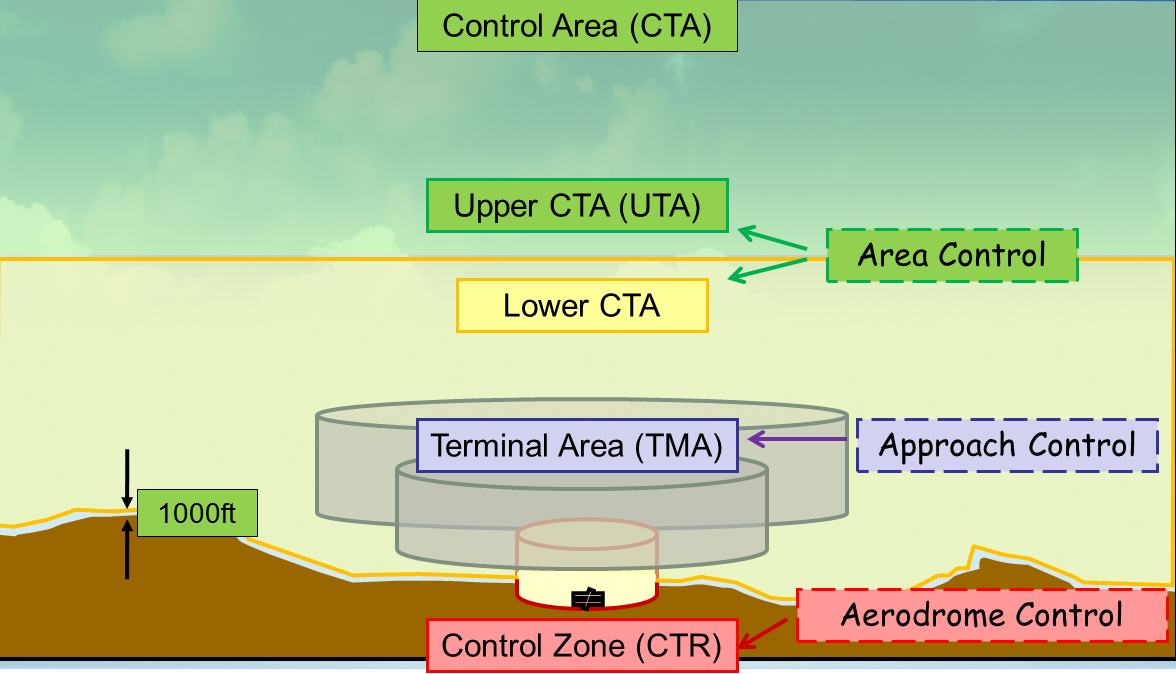 Control Area (CTA)
Upper CTA (UTA)
Area Control
Lower CTA
Terminal Area (TMA)
Approach Control
1000ft
Aerodrome Control
Control Zone (CTR)